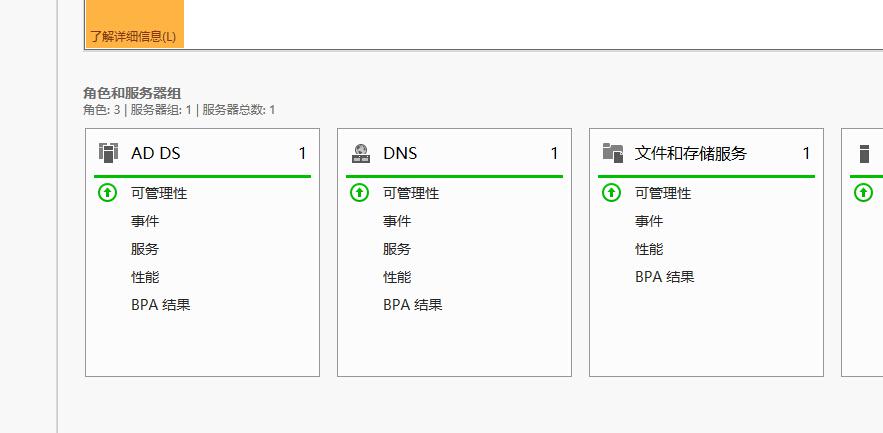 了解详细信息(L)
角色和服务器组
角色: 3 | 服务器组: 1 | 服务器总数: 1
AD DS 1
可管理性
事件
服务
性能
BPA 结果
DNS 1
可管理性
事件
服务
性能
BPA 结果
文件和存储服务 1
可管理性
事件
性能
BPA 结果